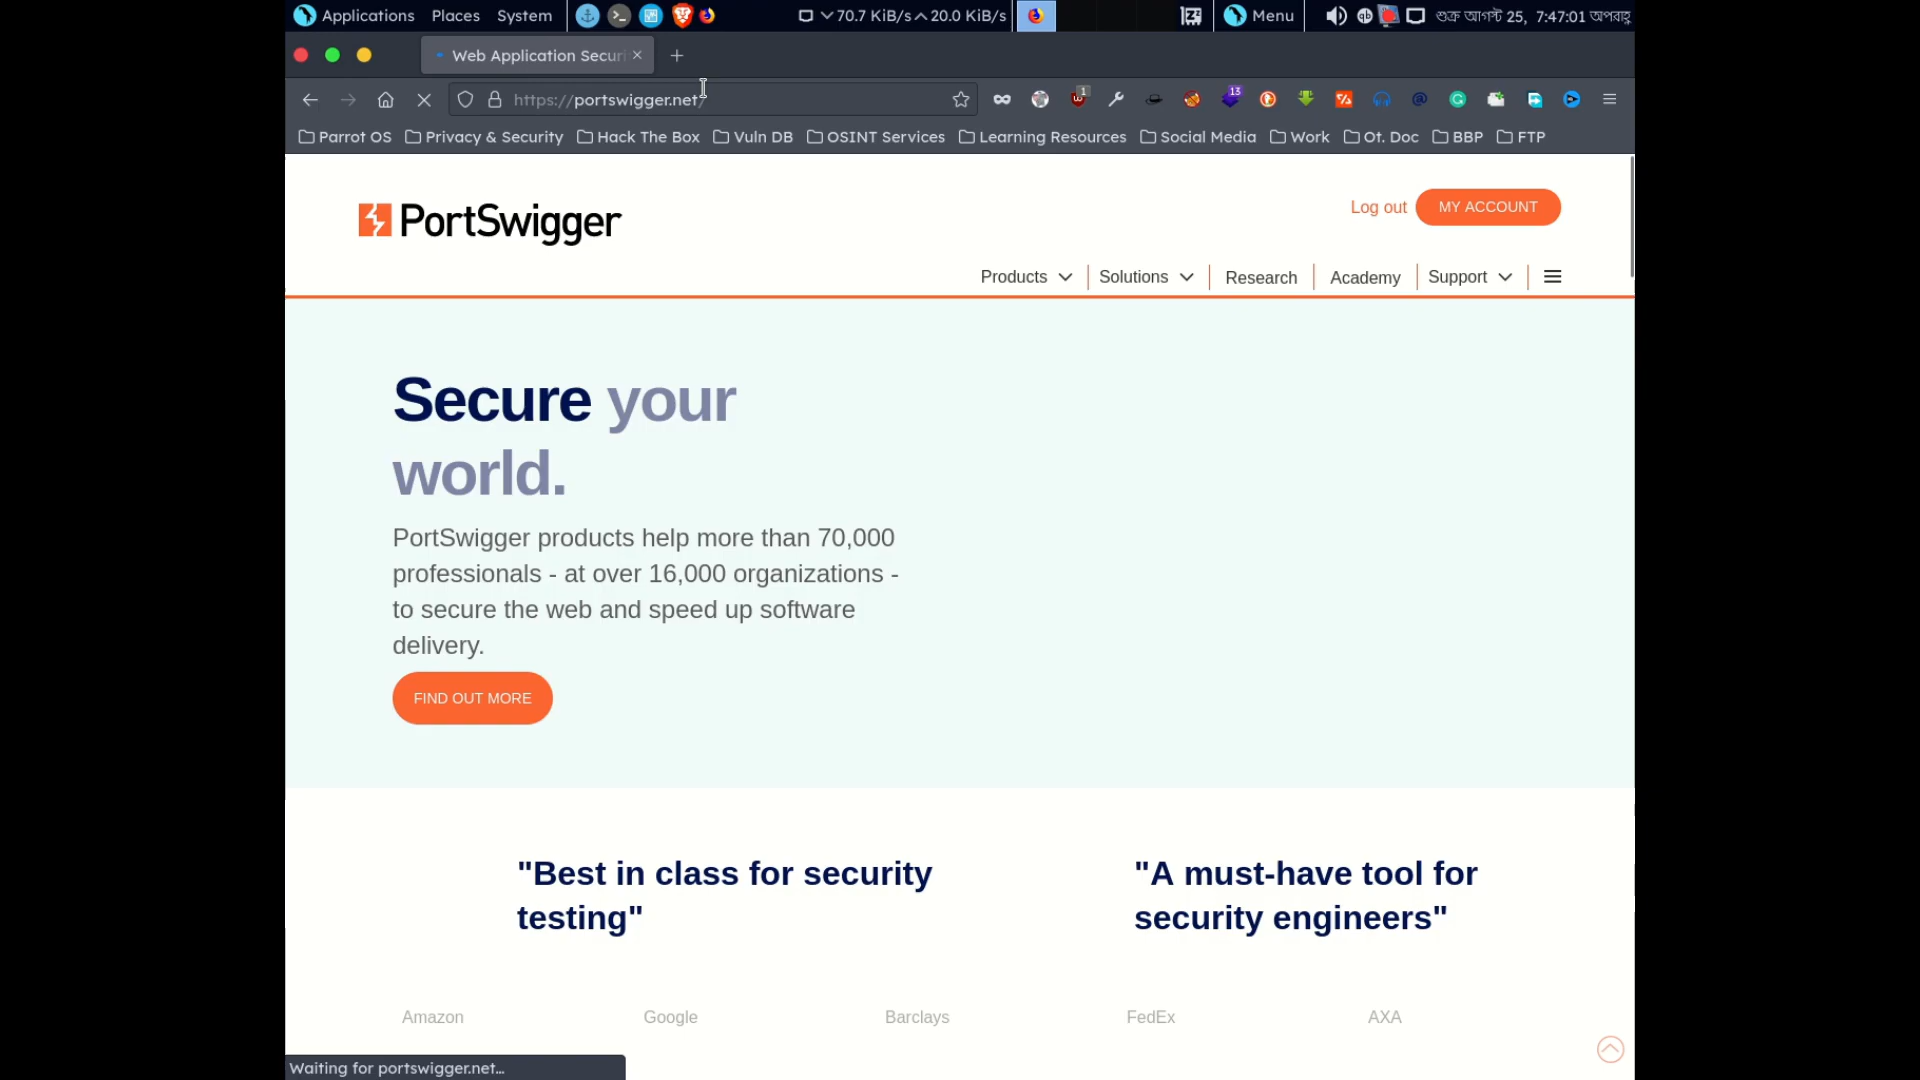 Applications Places System 70.7 KiB/s 20.0 KiB/s Menu শুক্র আগস্ট 25, 7:47:01 অপরাহ্ণ
Web Application Securi
https://portswigger.net/
1
13
Parrot OS Privacy & Security Hack The Box Vuln DB OSINT Services Learning Resources Social Media Work Ot. Doc BBP FTP
PortSwigger
Log out MY ACCOUNT
Products Solutions Research Academy Support
Secure your
world.
PortSwigger products help more than 70,000
professionals - at over 16,000 organizations -
to secure the web and speed up software
delivery.
FIND OUT MORE
"Best in class for security
testing"
"A must-have tool for
security engineers"
Amazon Google Barclays FedEx AXA
Waiting for portswigger.net...